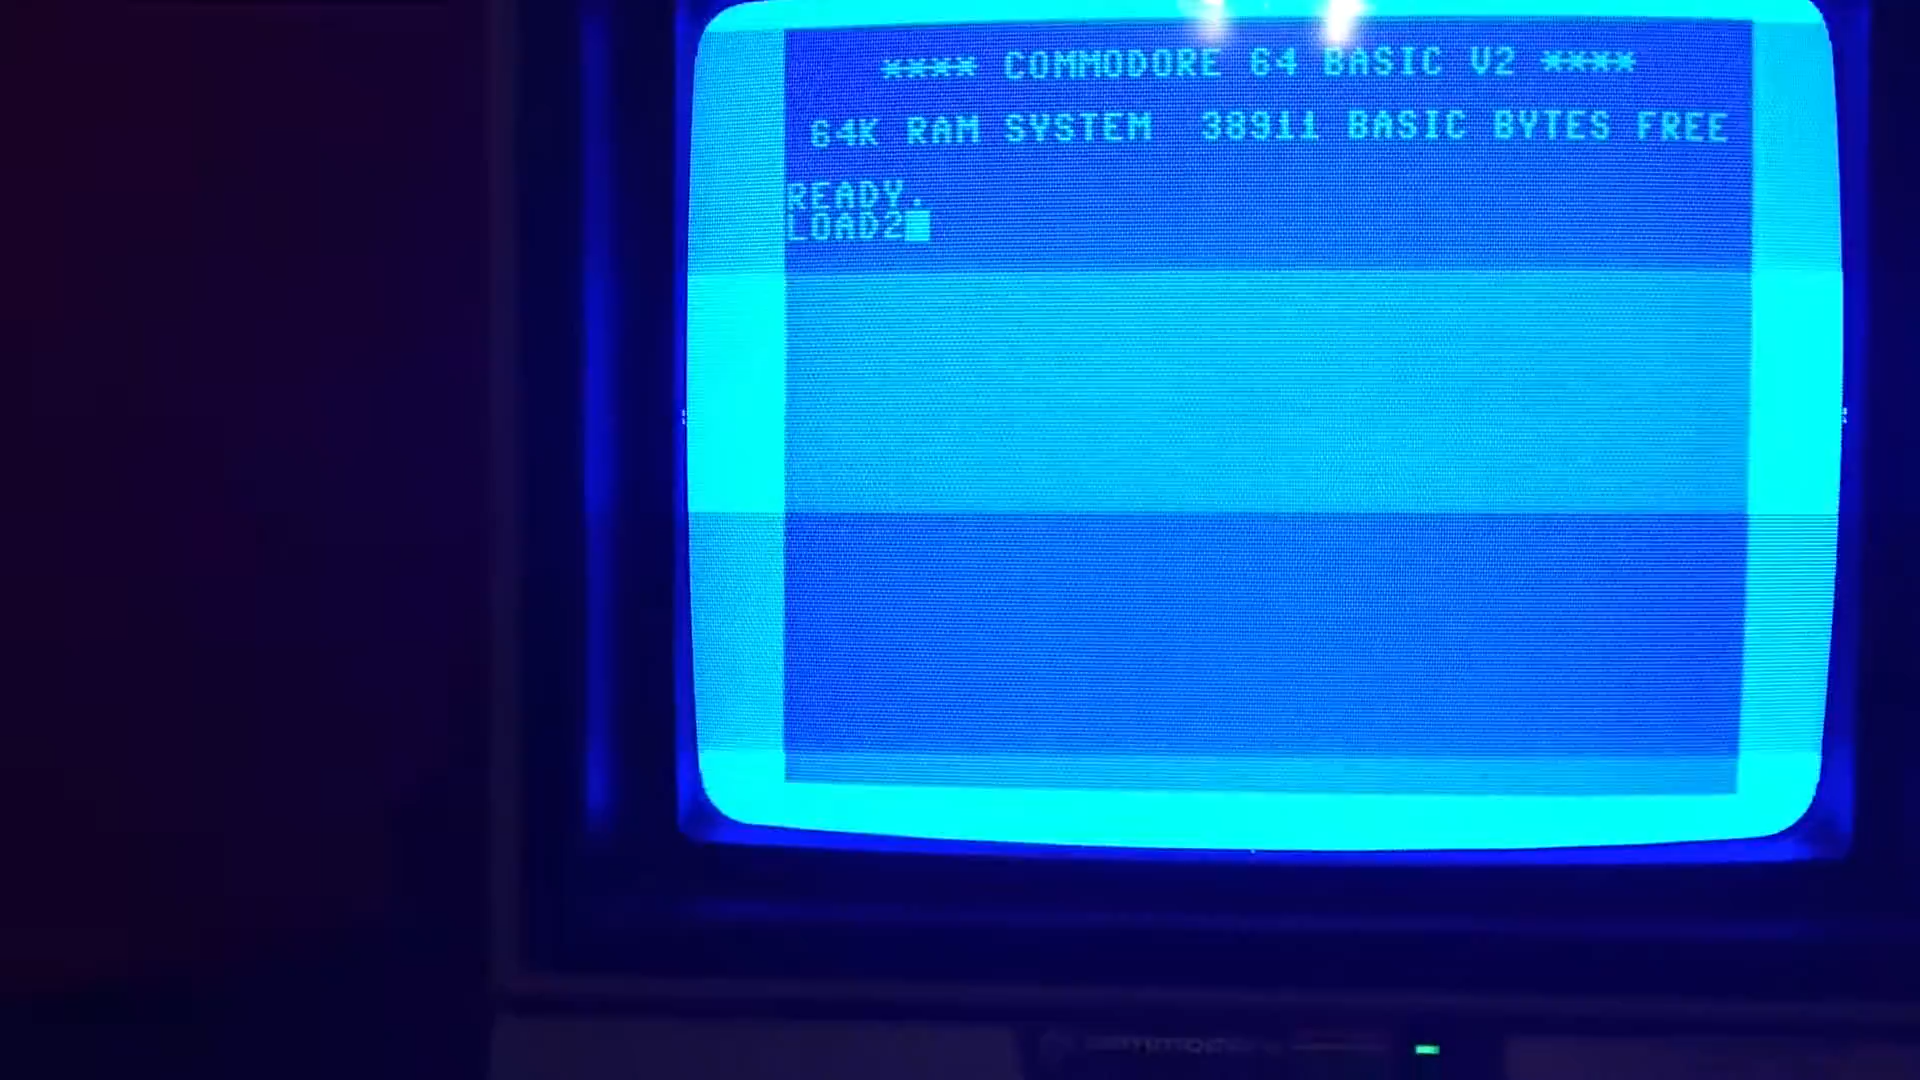 **** COMMODORE 64 BASIC V2 ****
64K RAM SYSTEM 38911 BASIC BYTES FREE
READY.
LOAD2